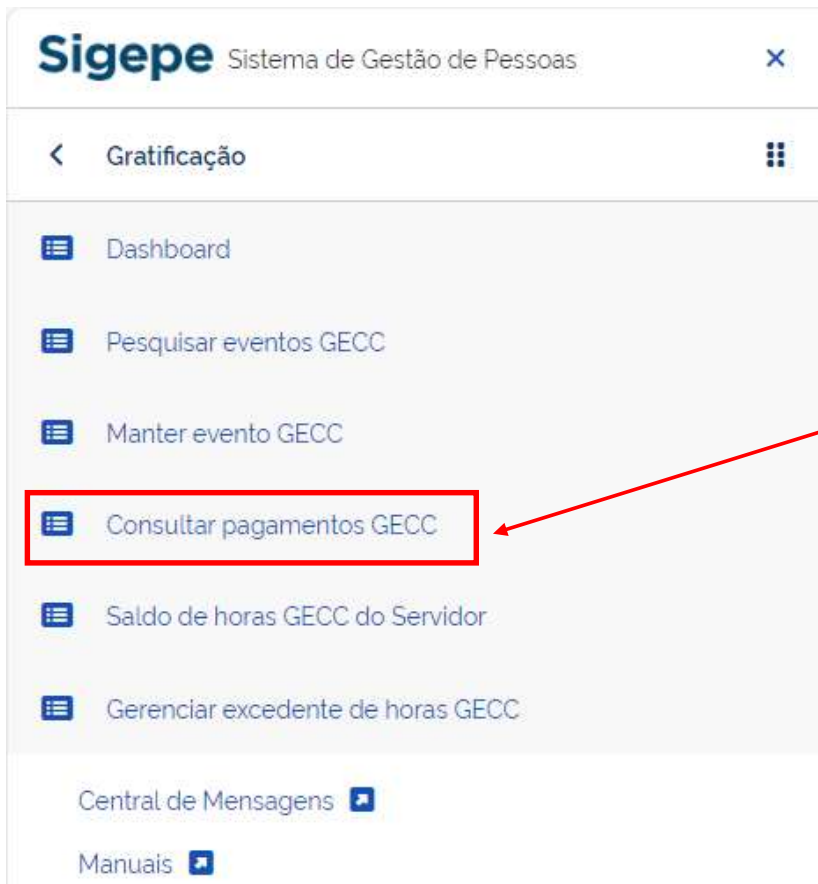 Sigepe Sistema de Gestão de Pessoas
Gratificação
Dashboard
Pesquisar eventos GECC
Manter evento GECC
Consultar pagamentos GECC
Saldo de horas GECC do Servidor
Gerenciar excedente de horas GECC
Central de Mensagens
Manuais